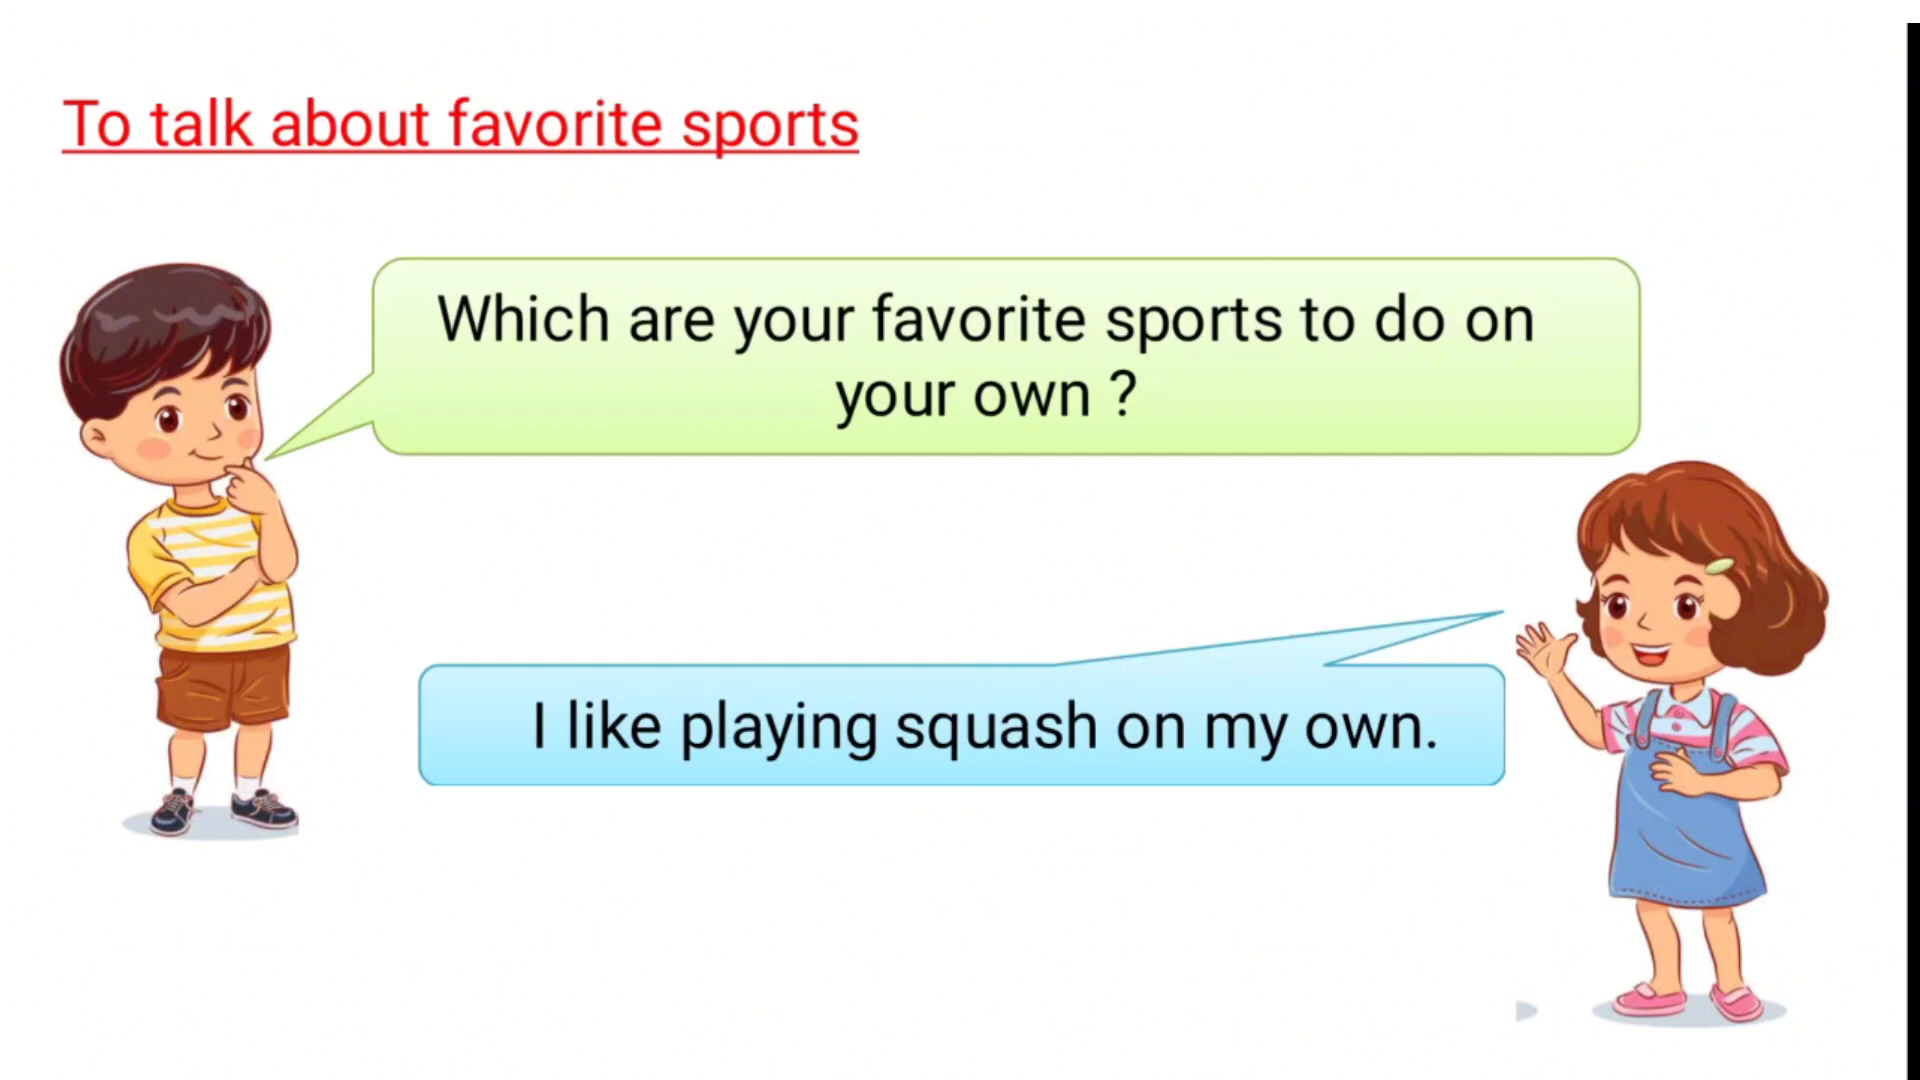 To talk about favorite sports
Which are your favorite sports to do on
your own ?
I like playing squash on my own.